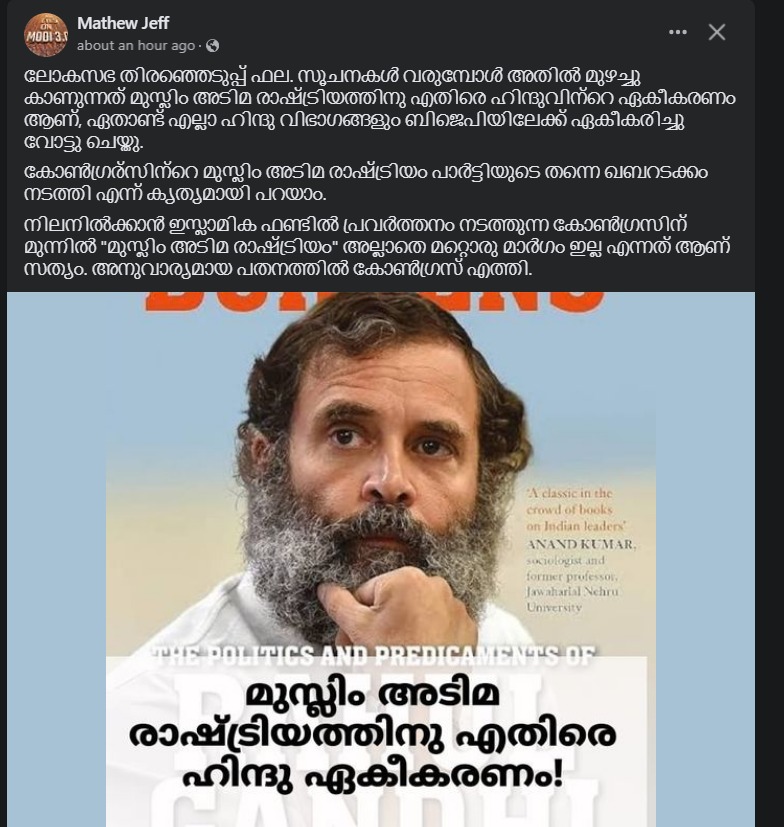 Mathew Jeff
about an hour ago
ലോകസഭ തിരഞ്ഞെടുപ്പ് ഫല. സൂചനകൾ വരുമ്പോൾ അതിൽ മുഴച്ചു
കാണുന്നത് മുസ്ലിം അടിമ രാഷ്ട്രിയത്തിനു എതിരെ ഹിന്ദുവിന്റെ ഏകീകരണം
ആണ്, ഏതാണ്ട് എല്ലാ ഹിന്ദു വിഭാഗങ്ങളും ബിജെപിയിലേക്ക് ഏകീകരിച്ചു
വോട്ടു ചെയ്തു.
കോൺഗ്രസിന്റെ മുസ്ലിം അടിമ രാഷ്ട്രിയം പാർട്ടിയുടെ തന്നെ ഖബറടക്കം
നടത്തി എന്ന് കൃത്യമായി പറയാം.
നിലനിൽക്കാൻ ഇസ്ലാമിക ഫണ്ടിൽ പ്രവർത്തനം നടത്തുന്ന കോൺഗ്രസിന്
മുന്നിൽ "മുസ്ലിം അടിമ രാഷ്ട്രിയം" അല്ലാതെ മറ്റൊരു മാർഗം ഇല്ല എന്നത് ആണ്
സത്യം. അനുവാര്യമായ പതനത്തിൽ കോൺഗ്രസ് എത്തി.
'A classic in the
crowd of books
on Indian leaders'
ANAND KUMAR,
sociologist and
former professor,
Jawaharlal Nehru
University
THE POLITICS AND PREDICAMENTS OF
RAHUL
GANDHI
മുസ്ലിം അടിമ
രാഷ്ട്രിയത്തിനു എതിരെ
ഹിന്ദു ഏകീകരണം!